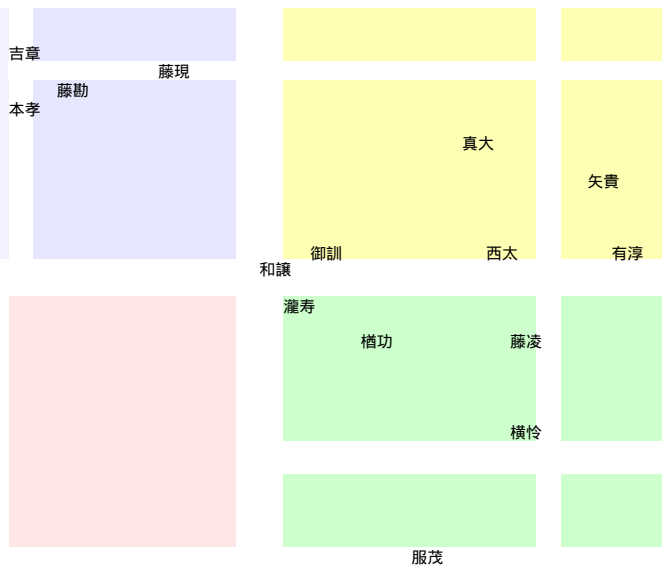 吉章
藤現
藤勘
本孝
真大
矢貴
御訓
西太
有淳
和譲
瀧寿
楢功
藤凌
横怜
服茂